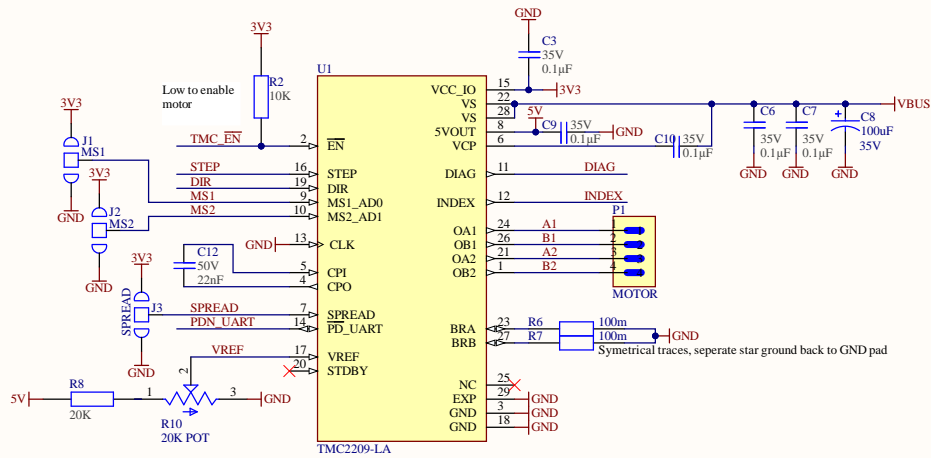 GND
3V3
C3
35V
0.1µF
U1
Low to enable
motor
R2
10K
VCC_IO
15
3V3
VS
22
VS
28
VBUS
3V3
J1
MS1
GND
5VOUT
8
5V
C9
35V
0.1µF
GND
VCP
6
C10
35V
0.1µF
C6
35V
0.1µF
GND
C7
35V
0.1µF
GND
+
C8
100uF
35V
GND
TMC_EN
2
EN
STEP
16
STEP
DIR
19
DIR
MS1
9
MS1_AD0
MS2
10
MS2_AD1
DIAG
11
DIAG
INDEX
12
INDEX
3V3
J2
MS2
GND
P1
OA1
24
A1
1
OB1
26
B1
2
OA2
21
A2
3
OB2
1
B2
4
MOTOR
GND
13
CLK
C12
50V
22nF
5
CPI
4
CPO
3V3
SPREAD
J3
GND
SPREAD
7
SPREAD
PDN_UART
14
PD_UART
BRA
23
R6
100m
BRB
27
R7
100m
GND
Symetrical traces, seperate star ground back to GND pad
VREF
17
VREF
20
STDBY
5V
R8
20K
1
2
3
GND
R10
20K POT
NC
25
EXP
29
GND
GND
3
GND
GND
18
GND
TMC2209-LA